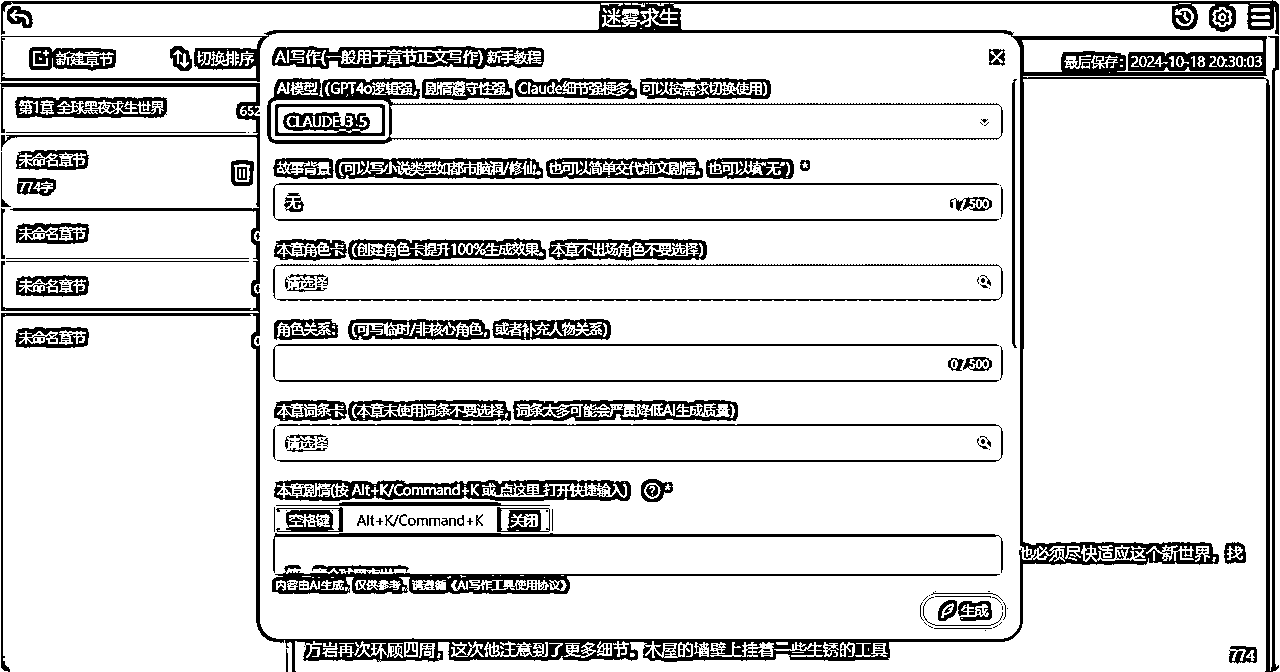 迷雾求生
新建章节
切换排序
最后保存：2024-10-18 20:30:03
第1章 全球黑夜求生世界
652
未命名章节
774字
未命名章节
未命名章节
未命名章节
AI写作(一般用于章节正文写作) 新手教程
AI模型 (GPT4o逻辑强，剧情遵守性强，Claude细节强梗多，可以按需求切换使用)
CLAUDE 3.5
故事背景 (可以写小说类型如都市脑洞/修仙，也可以简单交代前文剧情，也可以填"无") *
无
1 / 500
本章角色卡 (创建角色卡提升100%生成效果，本章不出场角色不要选择)
请选择
角色关系： (可写临时/非核心角色，或者补充人物关系)
0 / 500
本章词条卡 (本章未使用词条不要选择，词条太多可能会严重降低AI生成质量)
请选择
本章剧情(按 Alt+K/Command+K 或 点这里 打开快捷输入) ? *
空格键 Alt+K/Command+K 关闭
内容由AI生成，仅供参考，请遵循《AI写作工具使用协议》
生成
他必须尽快适应这个新世界，找
方岩再次环顾四周，这次他注意到了更多细节。木屋的墙壁上挂着一些生锈的工具
774